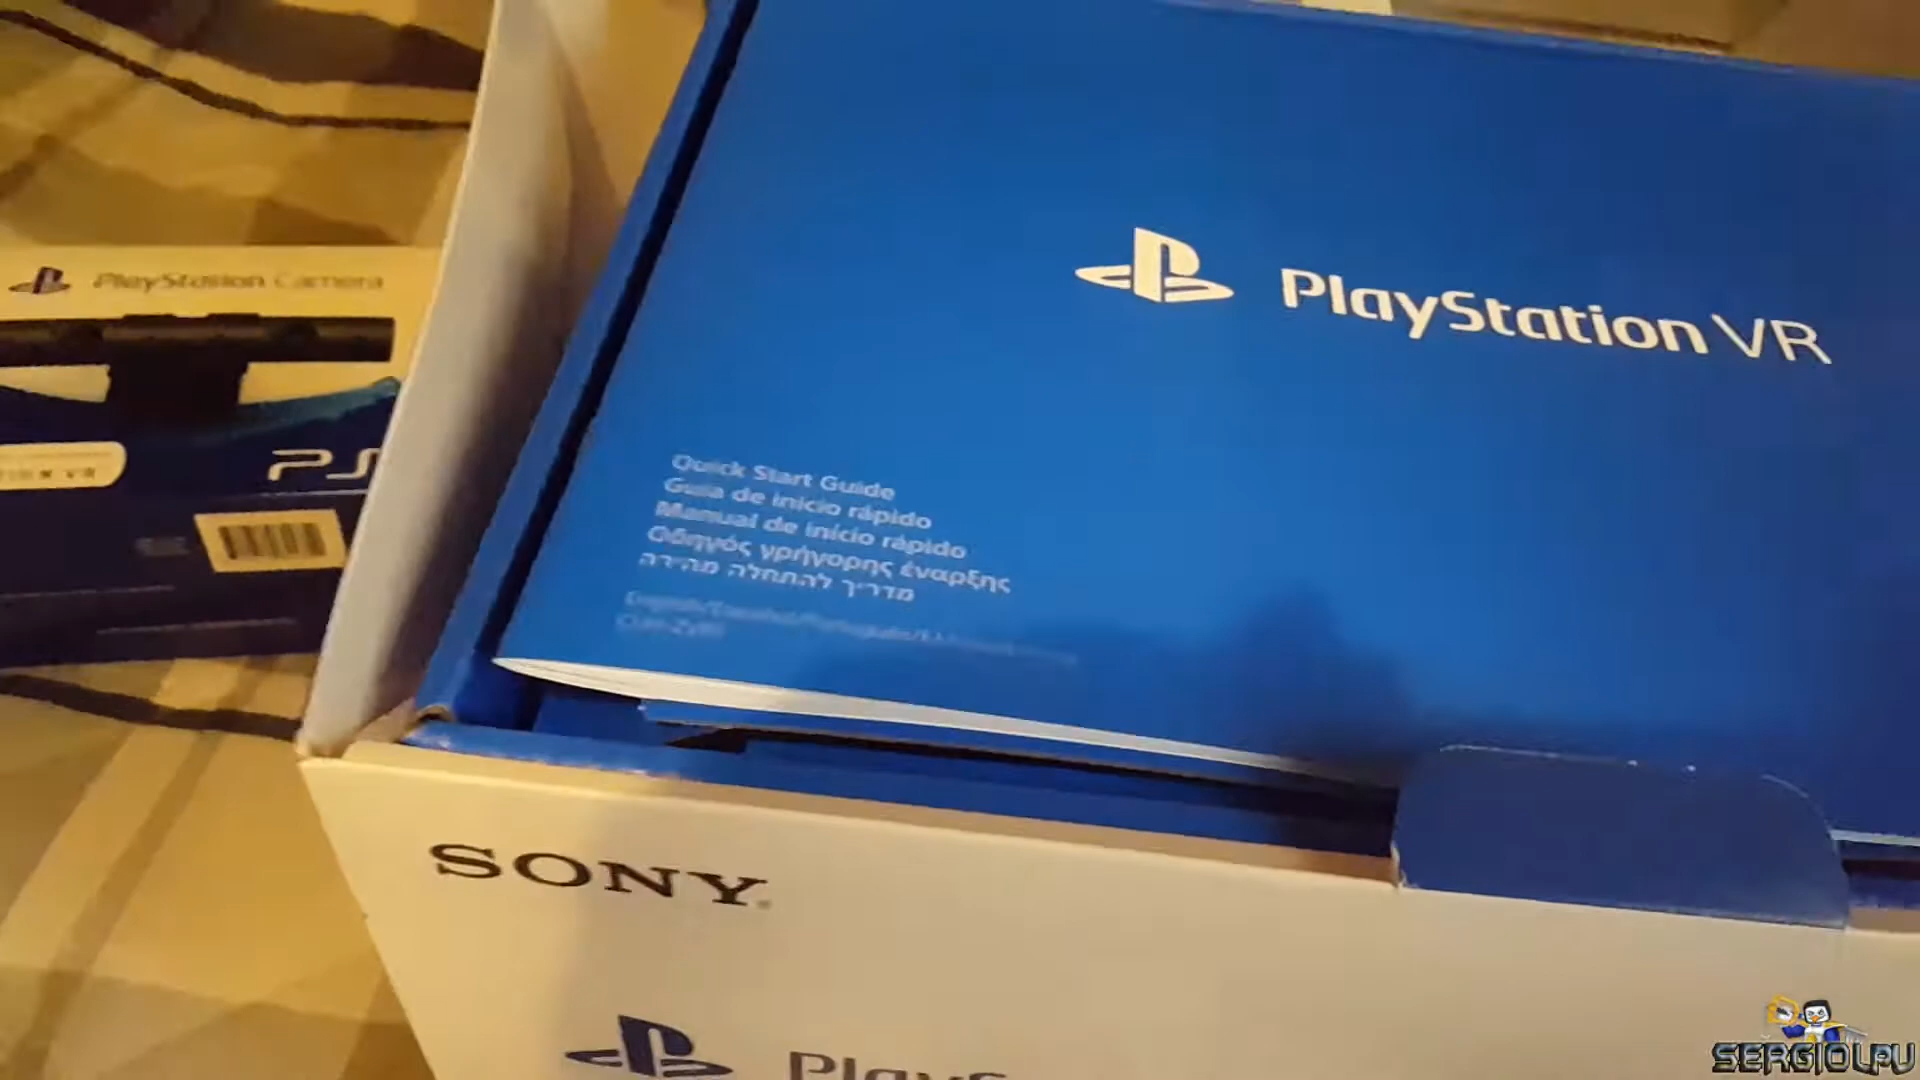 PlayStation Camera
PlayStation VR
Quick Start Guide
Guía de inicio rápido
Manual de início rápido
Οδηγός γρήγορης έναρξης
מדריך להתחלה מהירה
SONY
SERGIOLPU